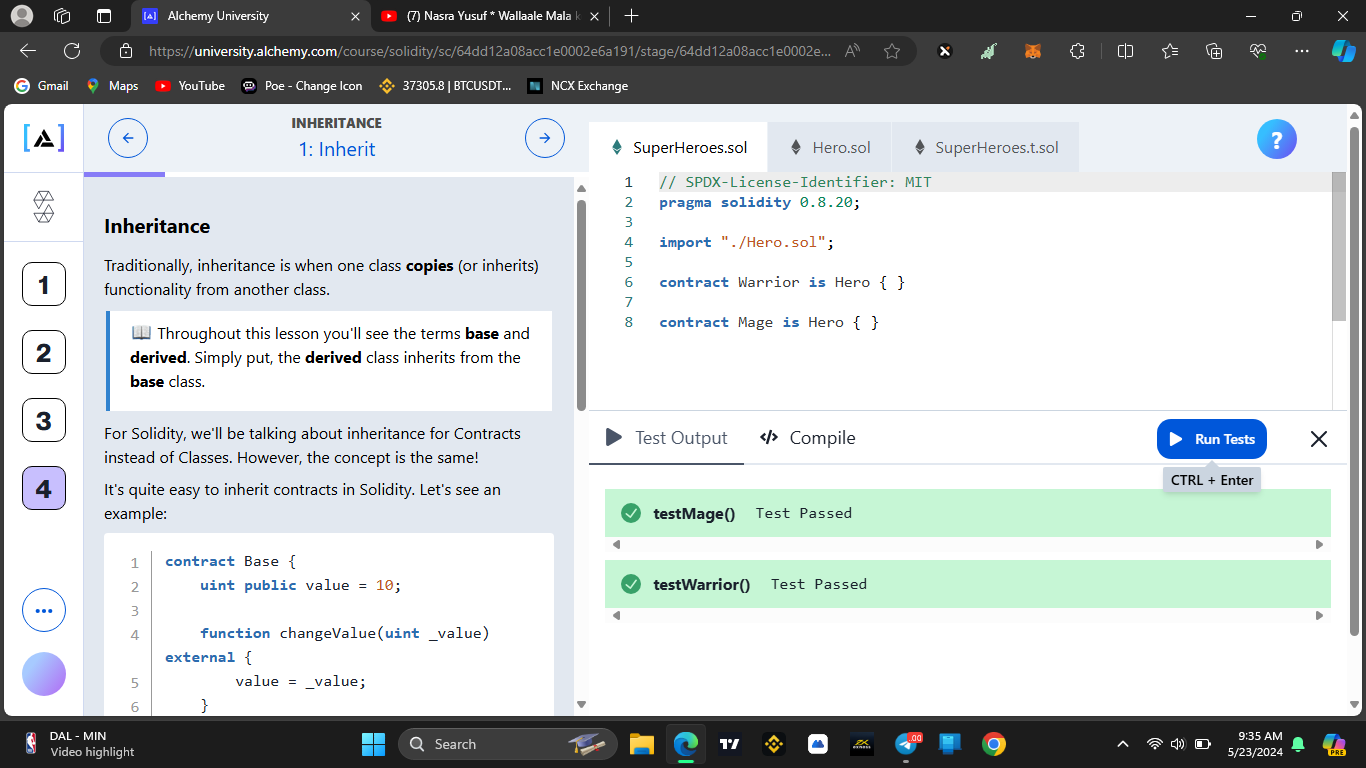 Alchemy University
(7) Nasra Yusuf * Wallaale Mala
https://university.alchemy.com/course/solidity/sc/64dd12a08acc1e0002e6a191/stage/64dd12a08acc1e0002e...
Gmail
Maps
YouTube
Poe - Change Icon
37305.8 | BTCUSDT...
NCX Exchange
INHERITANCE
1: Inherit
1
2
3
4
Inheritance
Traditionally, inheritance is when one class copies (or inherits)
functionality from another class.
📖 Throughout this lesson you'll see the terms base and
derived. Simply put, the derived class inherits from the
base class.
For Solidity, we'll be talking about inheritance for Contracts
instead of Classes. However, the concept is the same!
It's quite easy to inherit contracts in Solidity. Let's see an
example:
1 contract Base {
2 uint public value = 10;
3
4 function changeValue(uint _value)
external {
5 value = _value;
6 }
SuperHeroes.sol
Hero.sol
SuperHeroes.t.sol
?
1 // SPDX-License-Identifier: MIT
2 pragma solidity 0.8.20;
3
4 import "./Hero.sol";
5
6 contract Warrior is Hero { }
7
8 contract Mage is Hero { }
Test Output
Compile
Run Tests
CTRL + Enter
testMage() Test Passed
testWarrior() Test Passed
DAL - MIN
Video highlight
Search
.00
PRE
9:35 AM
5/23/2024